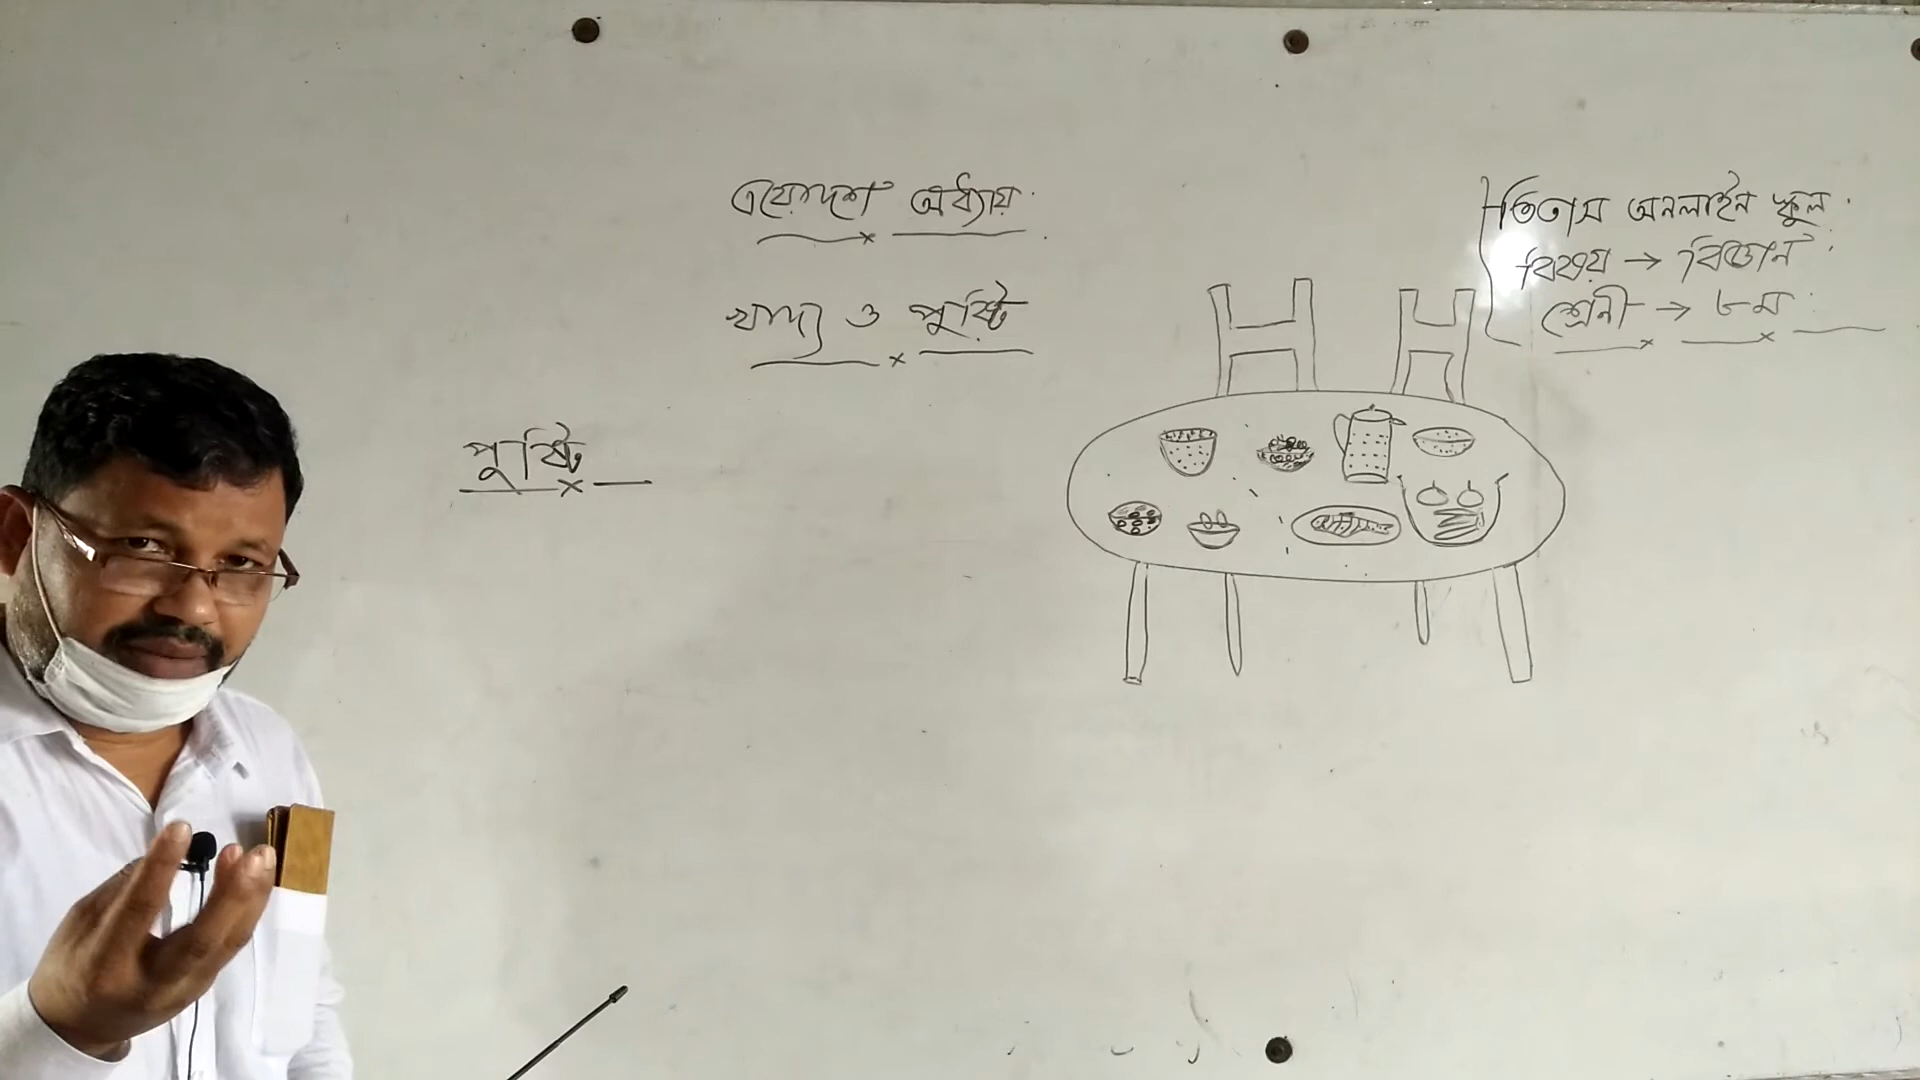 ত্রয়োদশ অধ্যায়
খাদ্য ও পুষ্টি
পুষ্টি
তিতাস অনলাইন স্কুল
বিষয় → বিজ্ঞান
শ্রেনী → ৮ম